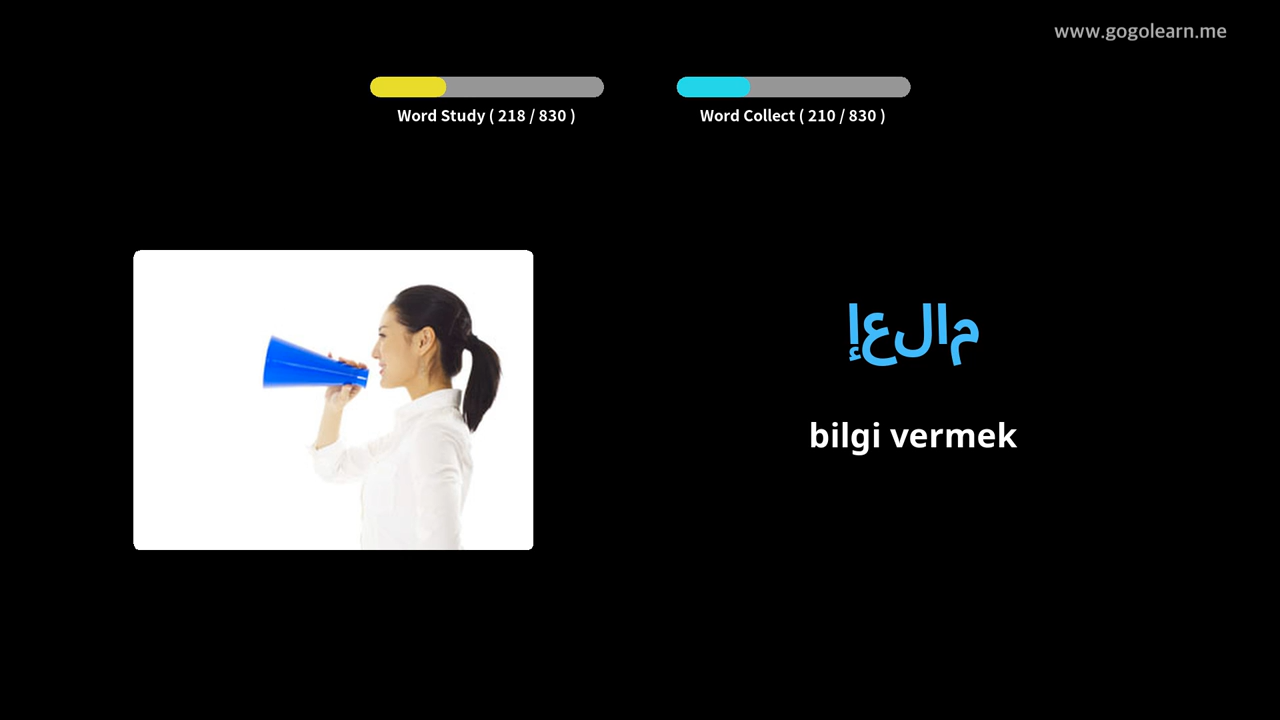 www.gogolearn.me
Word Study ( 218 / 830 )
Word Collect ( 210 / 830 )
إعلام
bilgi vermek